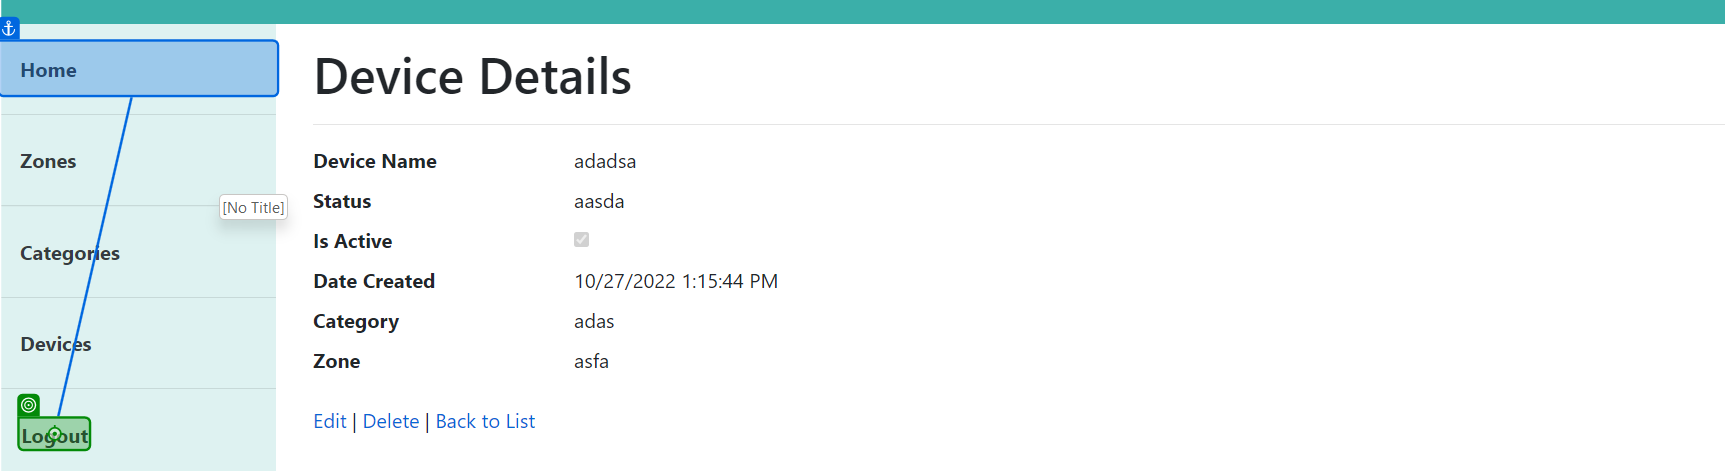 Home
Zones
[No Title]
Categories
Devices
Logout
Device Details
Device Name adadsa
Status aasda
Is Active
Date Created 10/27/2022 1:15:44 PM
Category adas
Zone asfa
Edit | Delete | Back to List